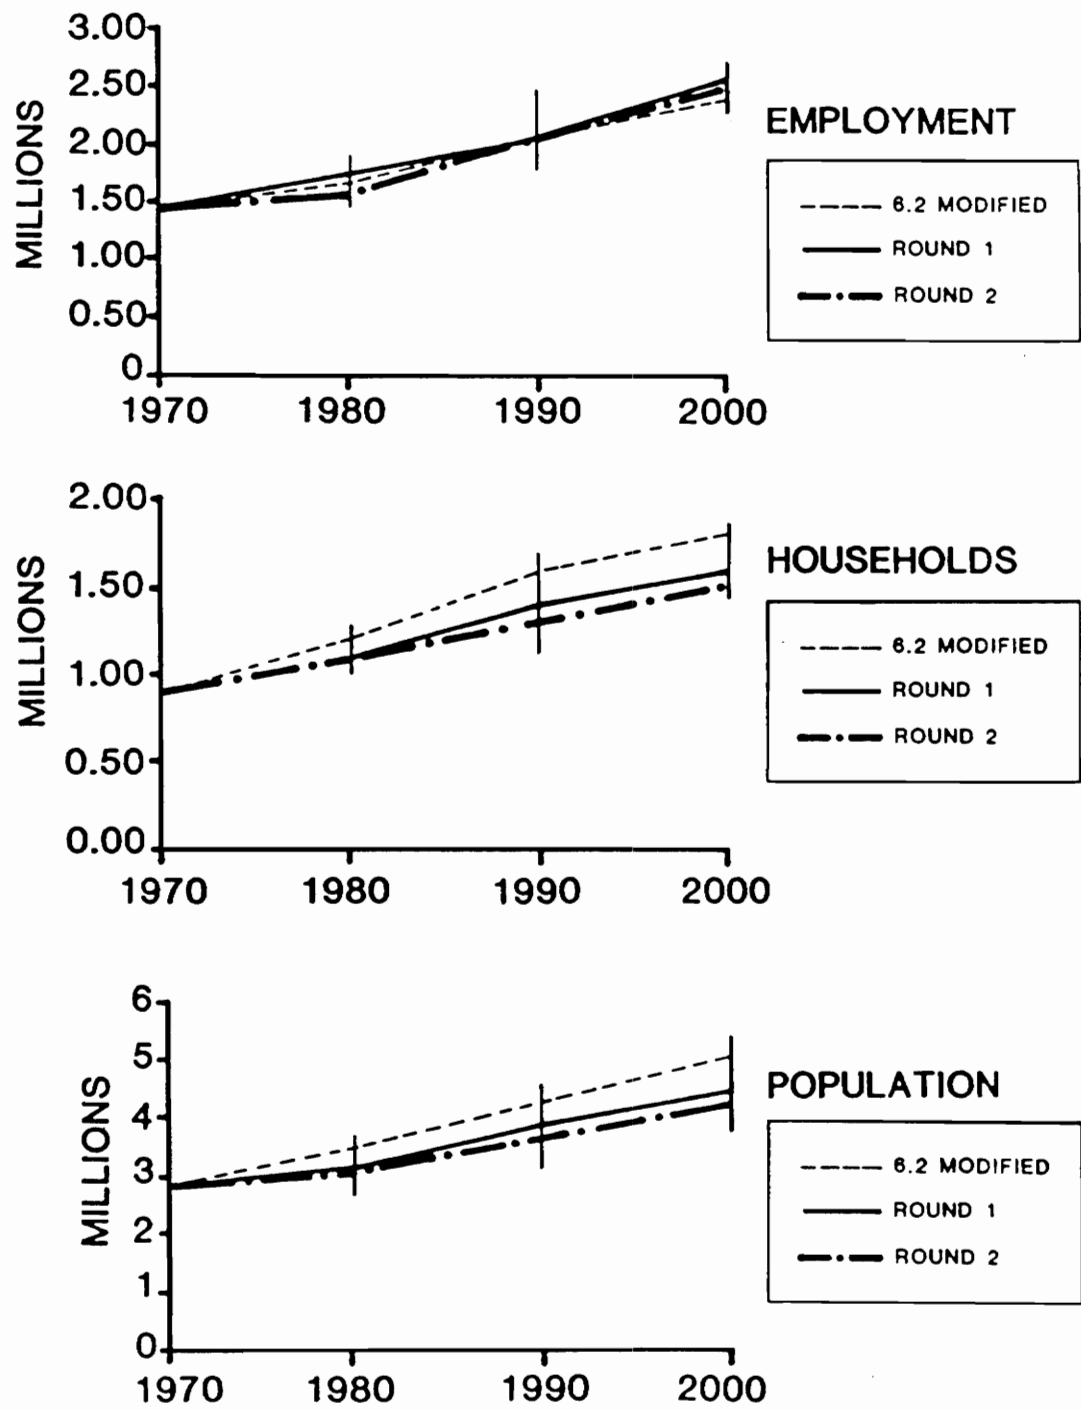 3.00
2.50
2.00
1.50
1.00
0.50
0
MILLIONS
1970 1980 1990 2000
EMPLOYMENT
6.2 MODIFIED
ROUND 1
ROUND 2
2.00
1.50
1.00
0.50
0.00
MILLIONS
1970 1980 1990 2000
HOUSEHOLDS
6.2 MODIFIED
ROUND 1
ROUND 2
6
5
4
3
2
1
0
MILLIONS
1970 1980 1990 2000
POPULATION
6.2 MODIFIED
ROUND 1
ROUND 2